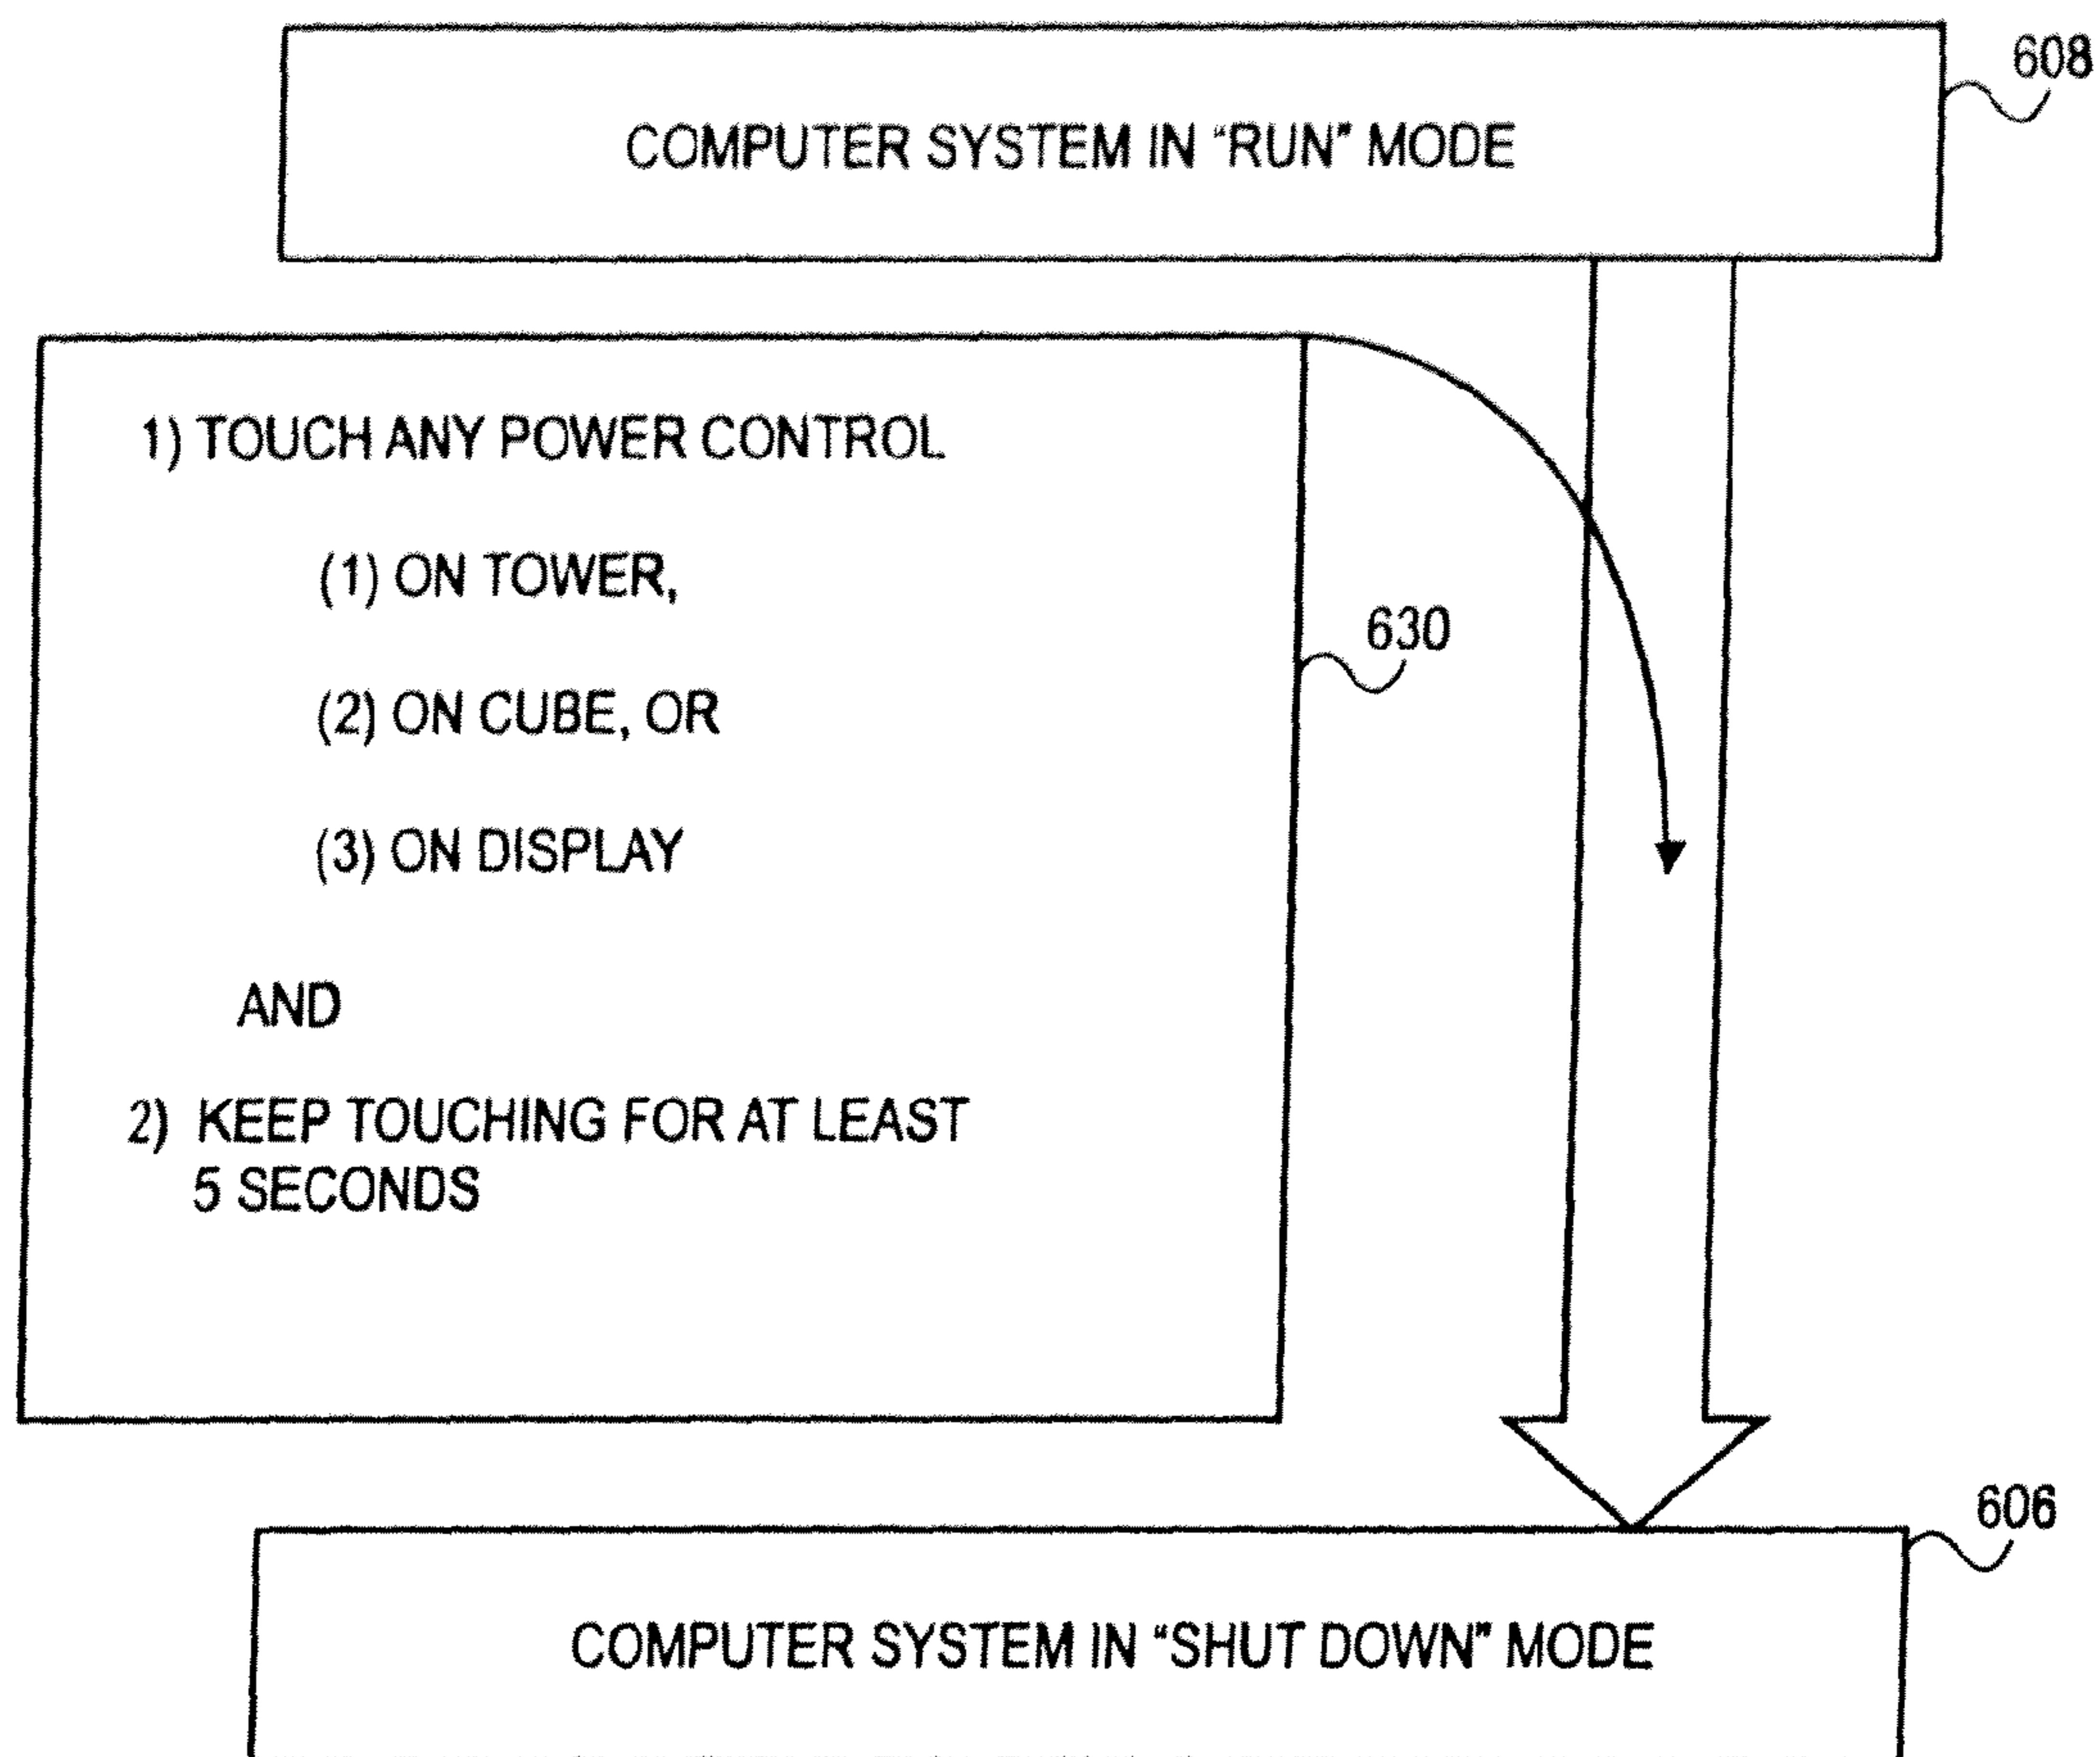 608
COMPUTER SYSTEM IN “RUN” MODE
1) TOUCH ANY POWER CONTROL
(1) ON TOWER,
630
(2) ON CUBE, OR
(3) ON DISPLAY
AND
2) KEEP TOUCHING FOR AT LEAST
5 SECONDS
606
COMPUTER SYSTEM IN “SHUT DOWN” MODE